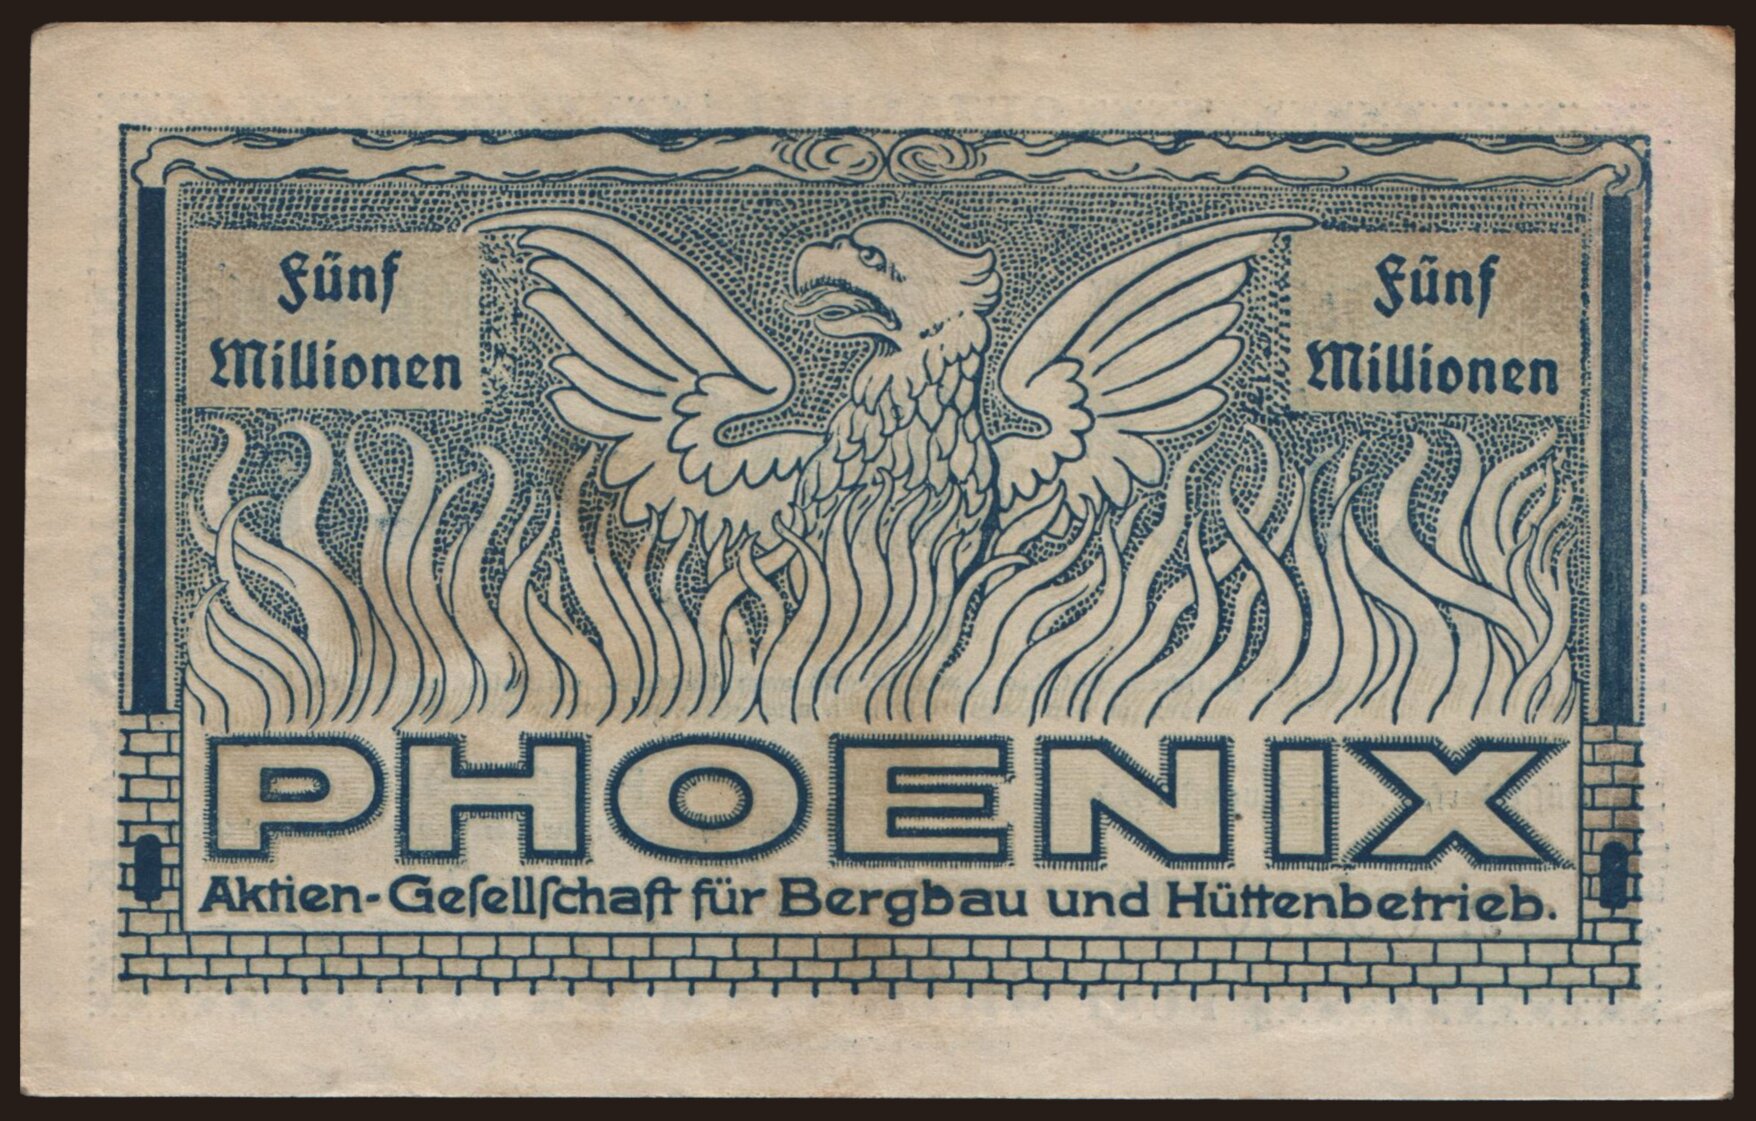 Fünf
Millionen
Fünf
Millionen
PHOENIX
Aktien-Geſellſchaft für Bergbau und Hüttenbetrieb.